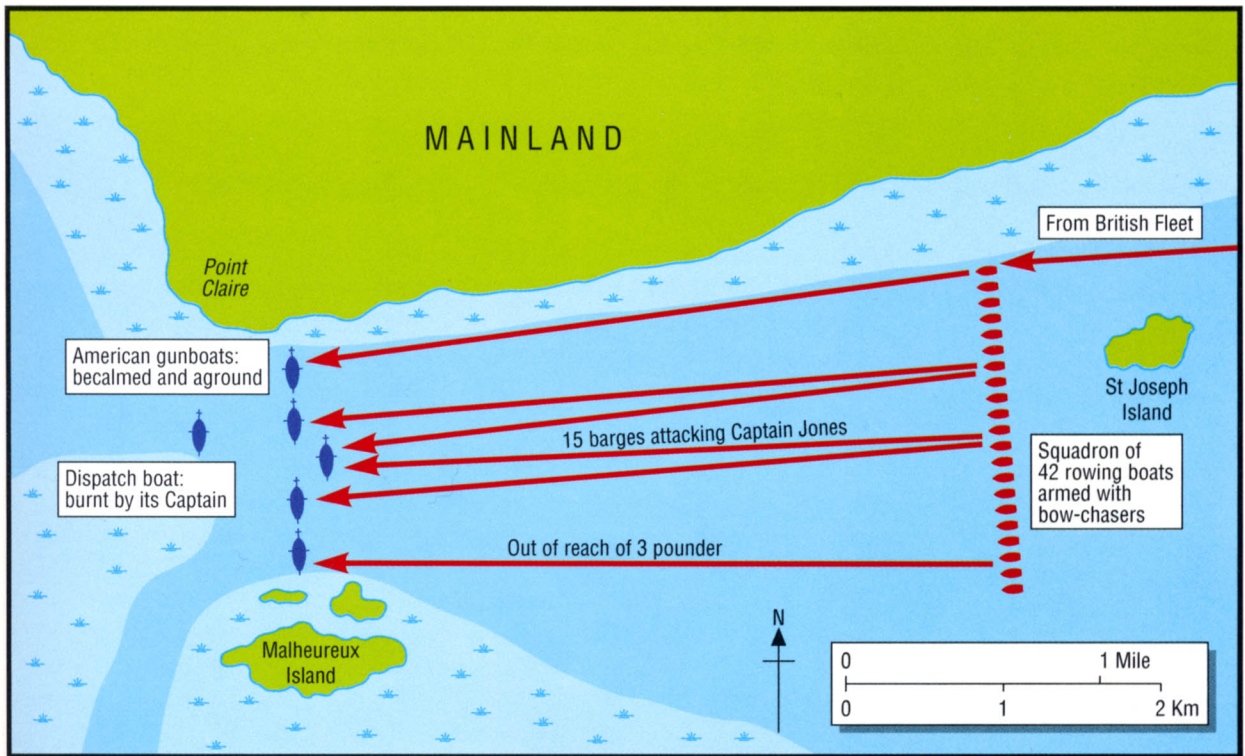 MAINLAND
From British Fleet
Point
Claire
American gunboats:
becalmed and aground
St Joseph
Island
15 barges attacking Captain Jones
Squadron of
42 rowing boats
armed with
bow-chasers
Dispatch boat:
burnt by its Captain
Out of reach of 3 pounder
N
Malheureux
Island
0 1 Mile
0 1 2 Km